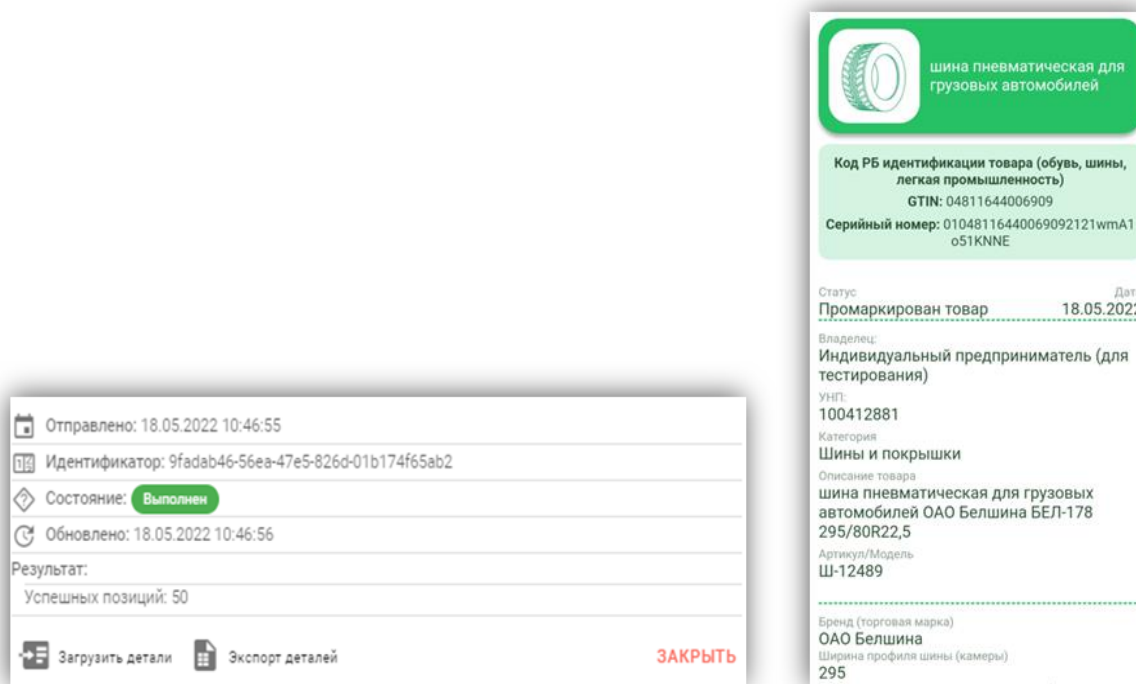 Отправлено: 18.05.2022 10:46:55
Идентификатор: 9fadab46-56ea-47e5-826d-01b174f65ab2
Состояние: Выполнен
Обновлено: 18.05.2022 10:46:56
Результат:
Успешных позиций: 50
Загрузить детали Экспорт деталей ЗАКРЫТЬ
шина пневматическая для
грузовых автомобилей
Код РБ идентификации товара (обувь, шины,
легкая промышленность)
GTIN: 04811644006909
Серийный номер: 01048116440069092121wmA1
o51KNNE
Статус Дат
Промаркирован товар 18.05.2022
Владелец:
Индивидуальный предприниматель (для
тестирования)
УНП:
100412881
Категория
Шины и покрышки
Описание товара
шина пневматическая для грузовых
автомобилей ОАО Белшина БЕЛ-178
295/80R22,5
Артикул/Модель
Ш-12489
Бренд (торговая марка)
ОАО Белшина
Ширина профиля шины (камеры)
295